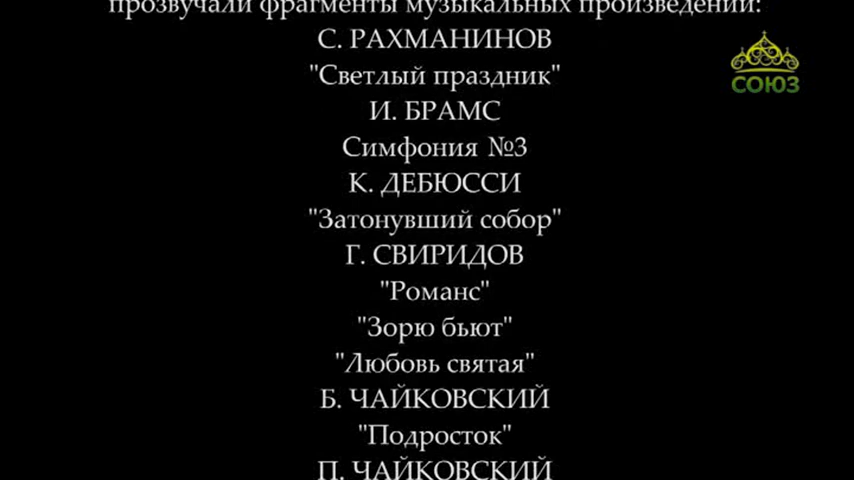 прозвучали фрагменты музыкальных произведений:
С. РАХМАНИНОВ
"Светлый праздник"
И. БРАМС
Симфония №3
К. ДЕБЮССИ
"Затонувший собор"
Г. СВИРИДОВ
"Романс"
"Зорю бьют"
"Любовь святая"
Б. ЧАЙКОВСКИЙ
"Подросток"
П. ЧАЙКОВСКИЙ
СОЮЗ